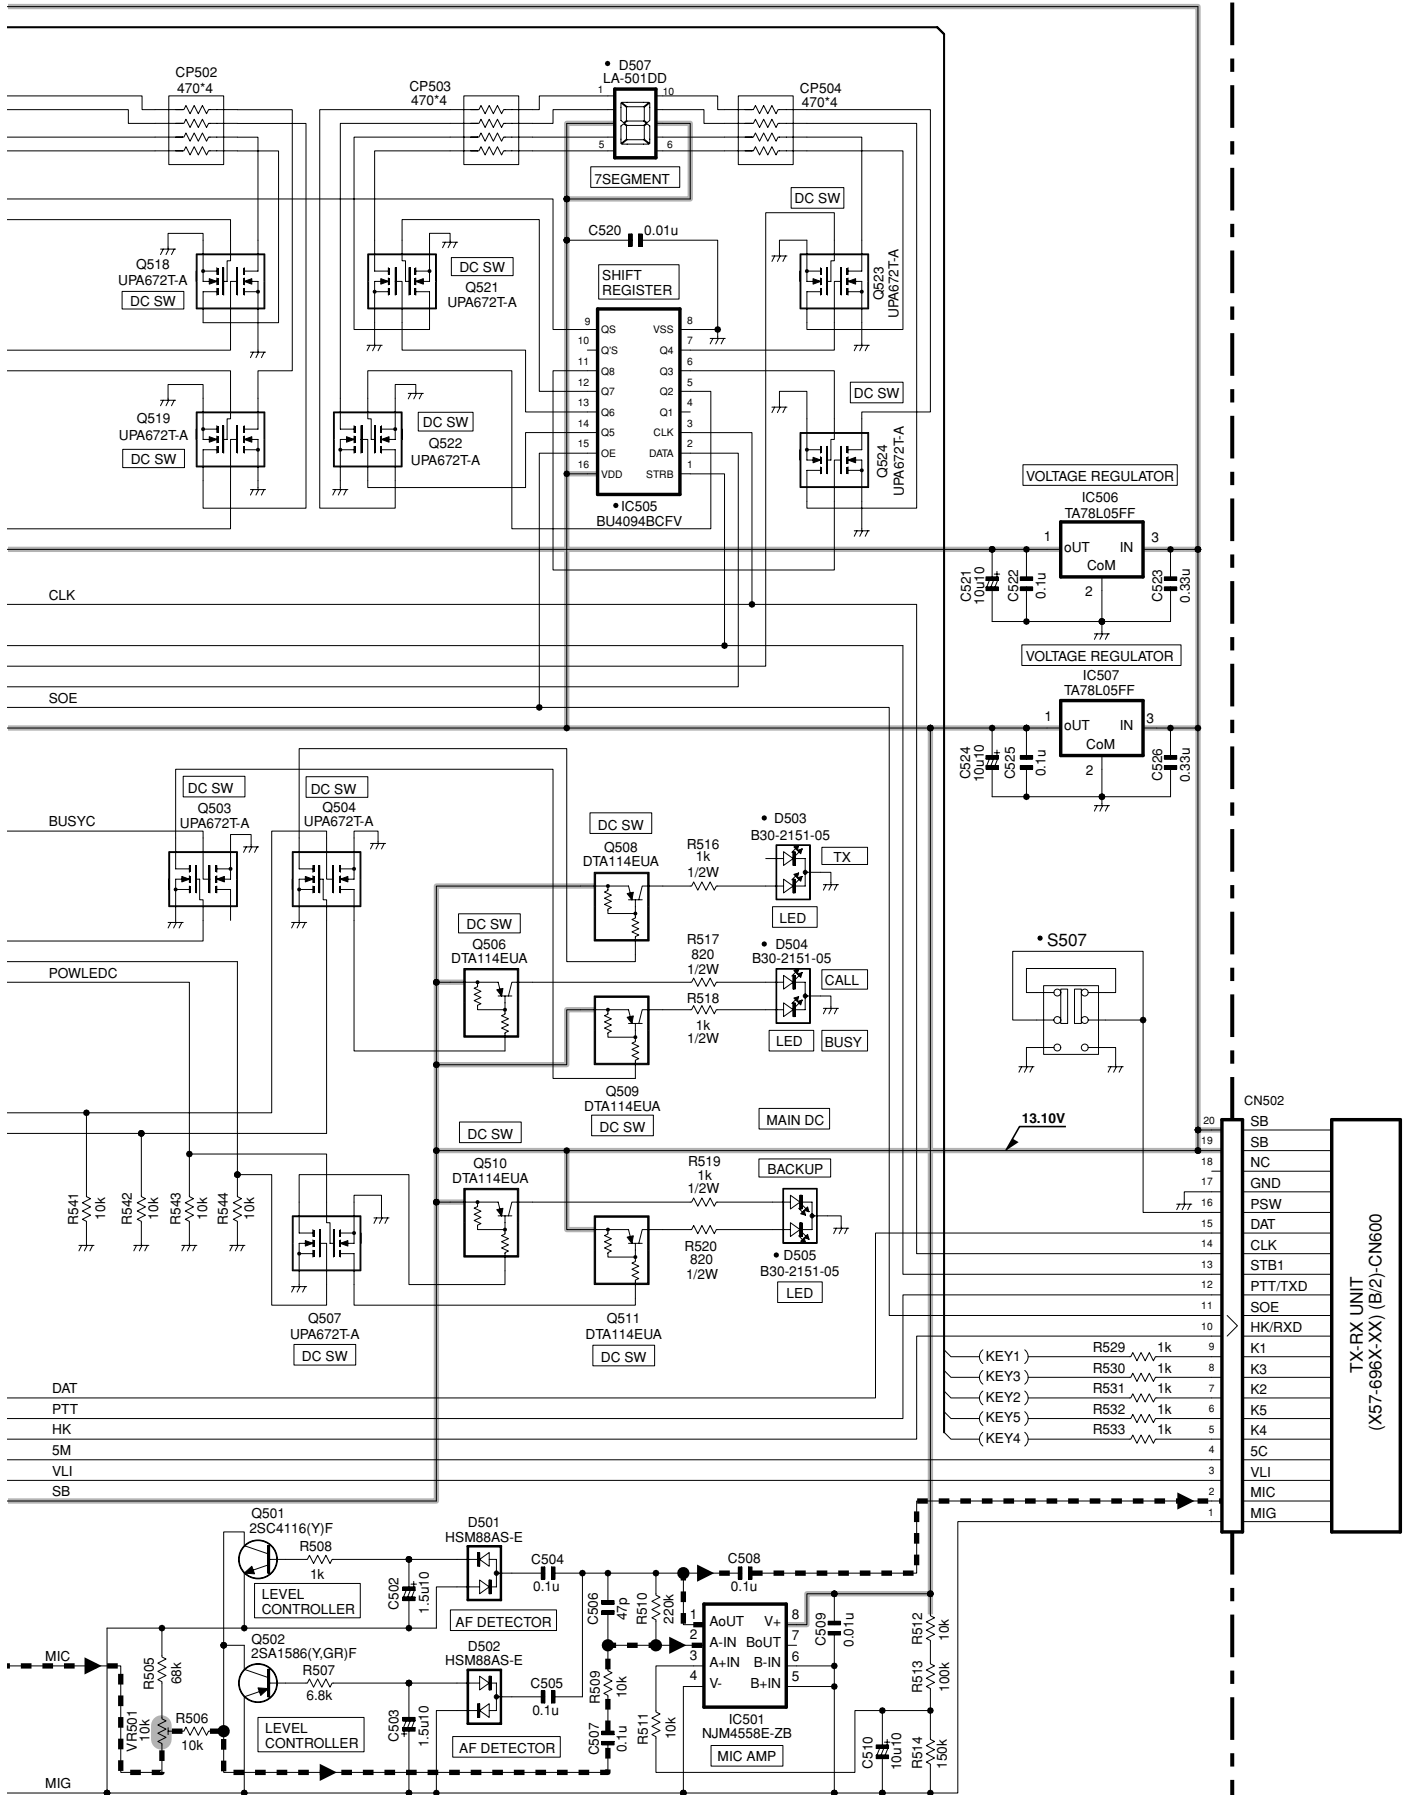 CP502
470*4
CP503
470*4
D507
LA-501DD
1
10
5
6
7SEGMENT
CP504
470*4
DC SW
C520
0.01u
Q518
UPA672T-A
DC SW
DC SW
Q521
UPA672T-A
SHIFT
REGISTER
Q523
UPA672T-A
9
QS
VSS
8
10
Q'S
Q4
7
11
Q8
Q3
6
12
Q7
Q2
5
13
Q6
Q1
4
14
Q5
CLK
3
15
OE
DATA
2
16
VDD
STRB
1
IC505
BU4094BCFV
Q519
UPA672T-A
DC SW
DC SW
Q522
UPA672T-A
DC SW
Q524
UPA672T-A
VOLTAGE REGULATOR
IC506
TA78L05FF
1
oUT
IN
3
CoM
2
C521
10u10
C522
0.1u
C523
0.33u
CLK
VOLTAGE REGULATOR
IC507
TA78L05FF
1
oUT
IN
3
CoM
2
C524
10u10
C525
0.1u
C526
0.33u
SOE
DC SW
Q503
UPA672T-A
DC SW
Q504
UPA672T-A
BUSYC
DC SW
Q508
DTA114EUA
R516
1k
1/2W
D503
B30-2151-05
TX
LED
DC SW
Q506
DTA114EUA
R517
820
1/2W
R518
1k
1/2W
D504
B30-2151-05
CALL
LED
BUSY
S507
POWLEDC
Q509
DTA114EUA
DC SW
MAIN DC
13.10V
R541
10k
R542
10k
R543
10k
R544
10k
DC SW
Q510
DTA114EUA
R519
1k
1/2W
BACKUP
R520
820
1/2W
D505
B30-2151-05
LED
Q507
UPA672T-A
DC SW
Q511
DTA114EUA
DC SW
CN502
20
SB
19
SB
18
NC
17
GND
16
PSW
15
DAT
14
CLK
13
STB1
12
PTT/TXD
11
SOE
10
HK/RXD
(KEY1)
R529
1k
9
K1
(KEY3)
R530
1k
8
K3
(KEY2)
R531
1k
7
K2
(KEY5)
R532
1k
6
K5
(KEY4)
R533
1k
5
K4
4
5C
3
VLI
2
MIC
1
MIG
TX-RX UNIT
(X57-696X-XX) (B/2)-CN600
DAT
PTT
HK
5M
VLI
SB
Q501
2SC4116(Y)F
R508
1k
LEVEL
CONTROLLER
C502
1.5u10
D501
HSM88AS-E
AF DETECTOR
C504
0.1u
C506
47p
R510
220k
C508
0.1u
1
AoUT
V+
8
2
A-IN
BoUT
7
3
A+IN
B-IN
6
4
V-
B+IN
5
IC501
NJM4558E-ZB
MIC AMP
C509
0.01u
R512
10k
R513
100k
R514
150k
C510
10u10
MIC
R505
68k
VR501
10k
R506
10k
Q502
2SA1586(Y,GR)F
R507
6.8k
LEVEL
CONTROLLER
C503
1.5u10
D502
HSM88AS-E
AF DETECTOR
C505
0.1u
R509
10k
C507
0.1u
R511
10k
MIG